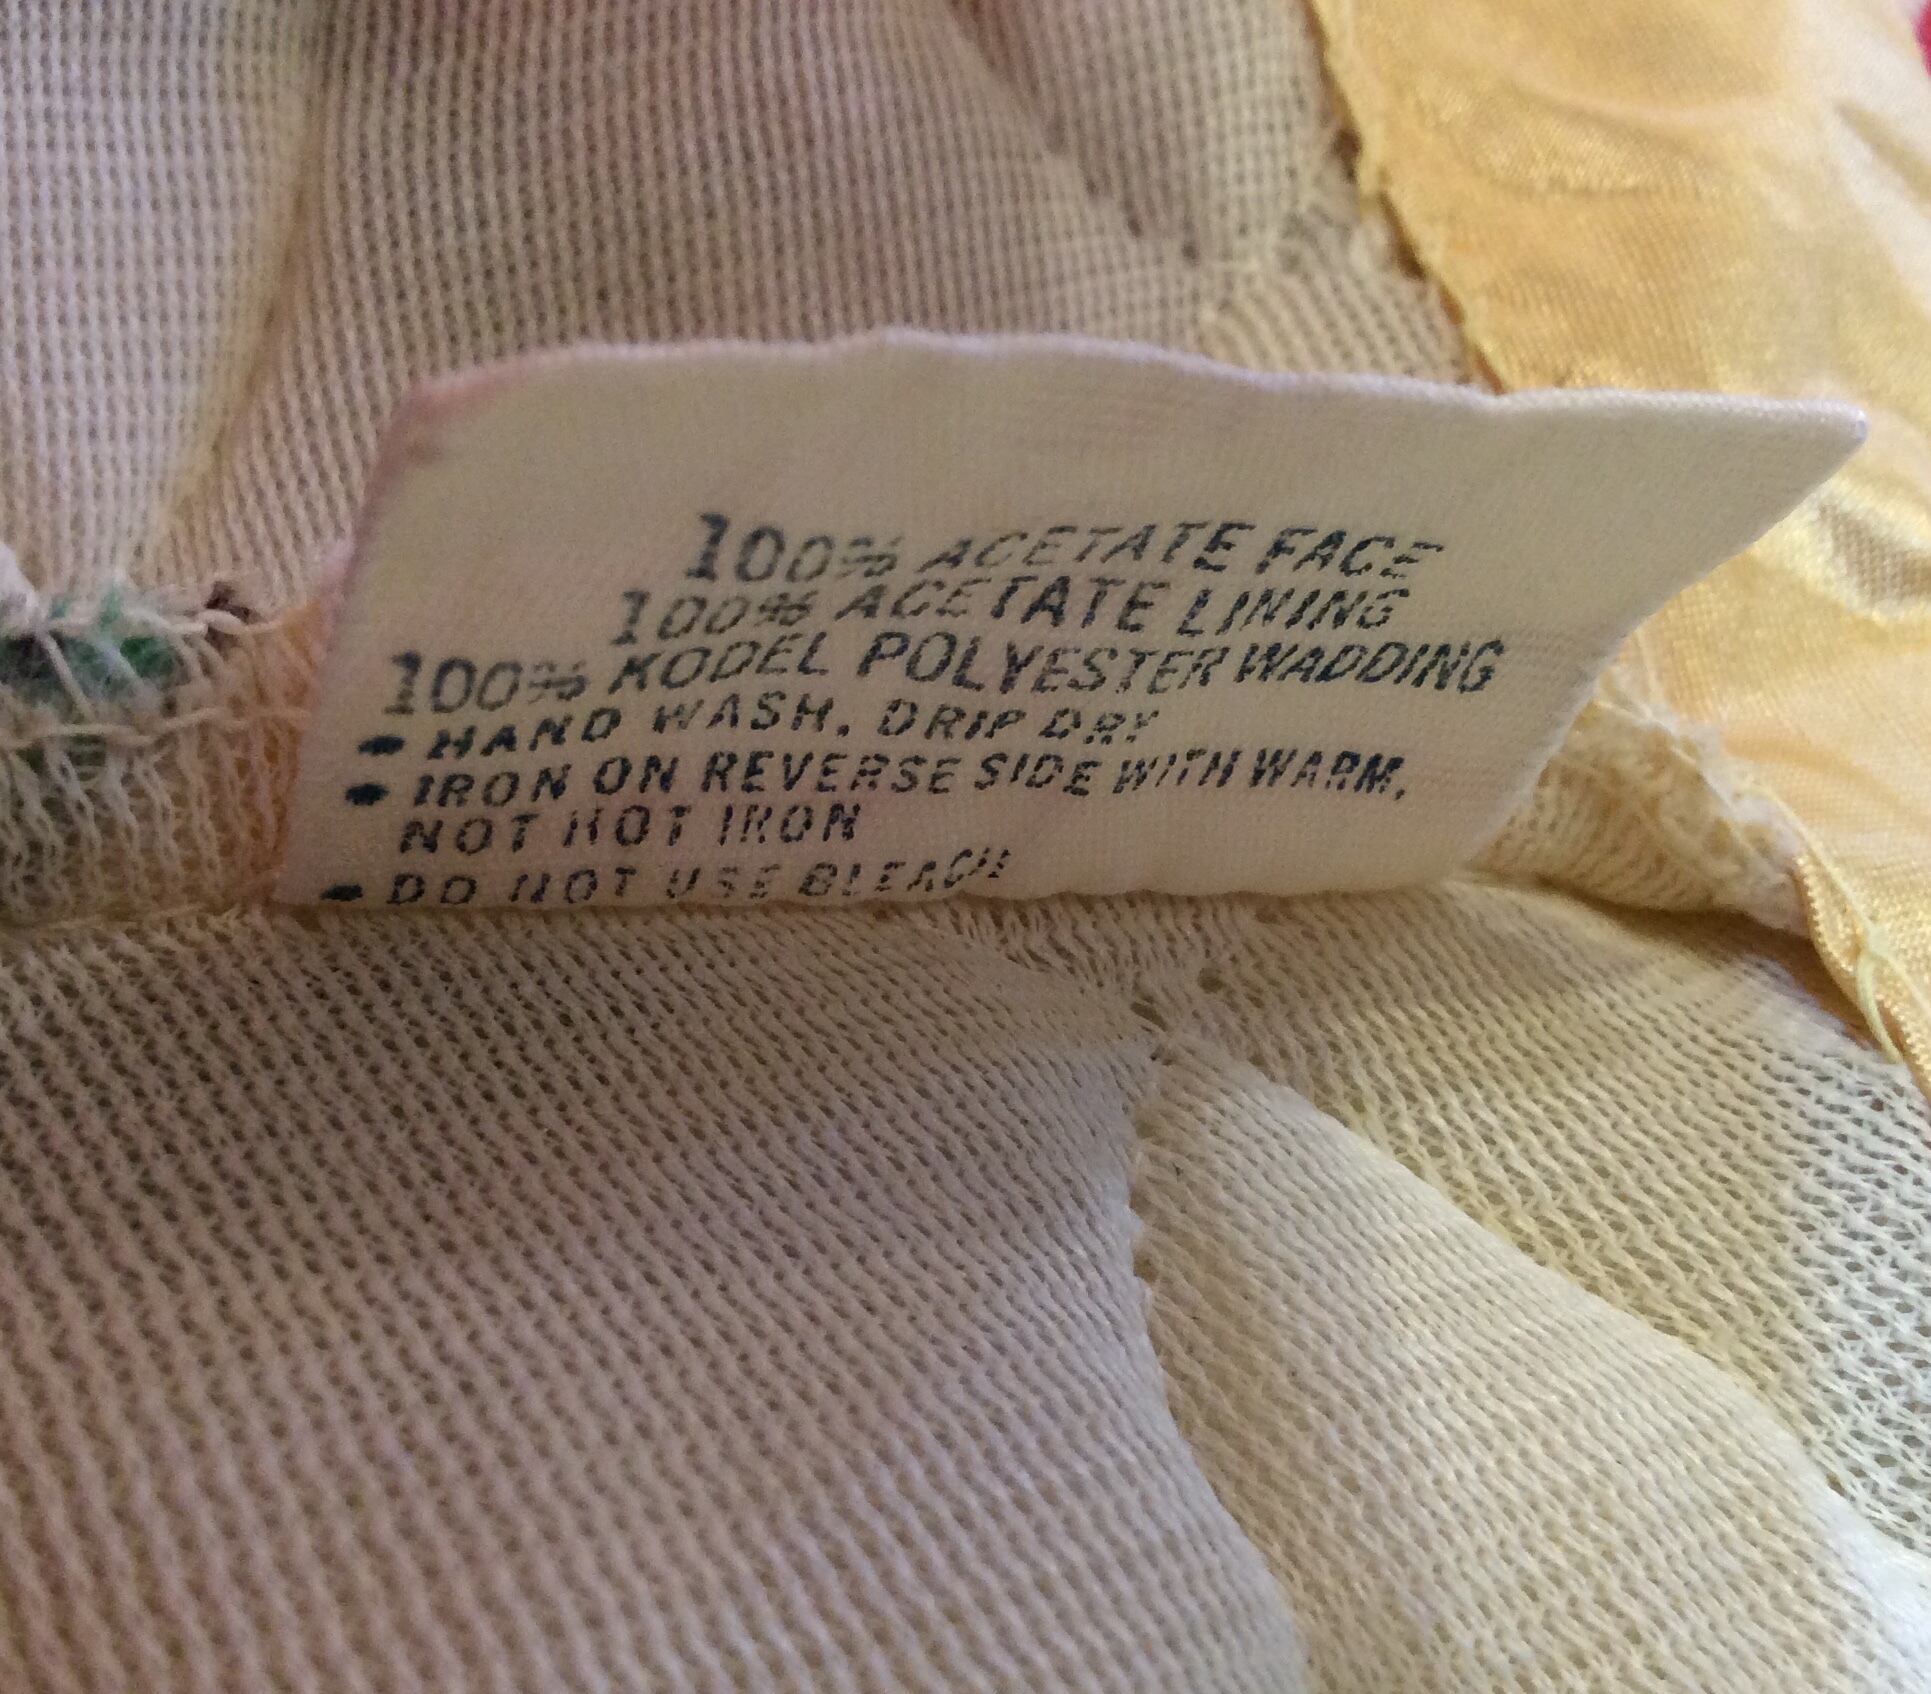 100% ACETATE FACE
100% ACETATE LINING
100% KODEL POLYESTER WADDING
- HAND WASH. DRIP DRY
- IRON ON REVERSE SIDE WITH WARM,
NOT HOT IRON
- DO NOT USE BLEACH